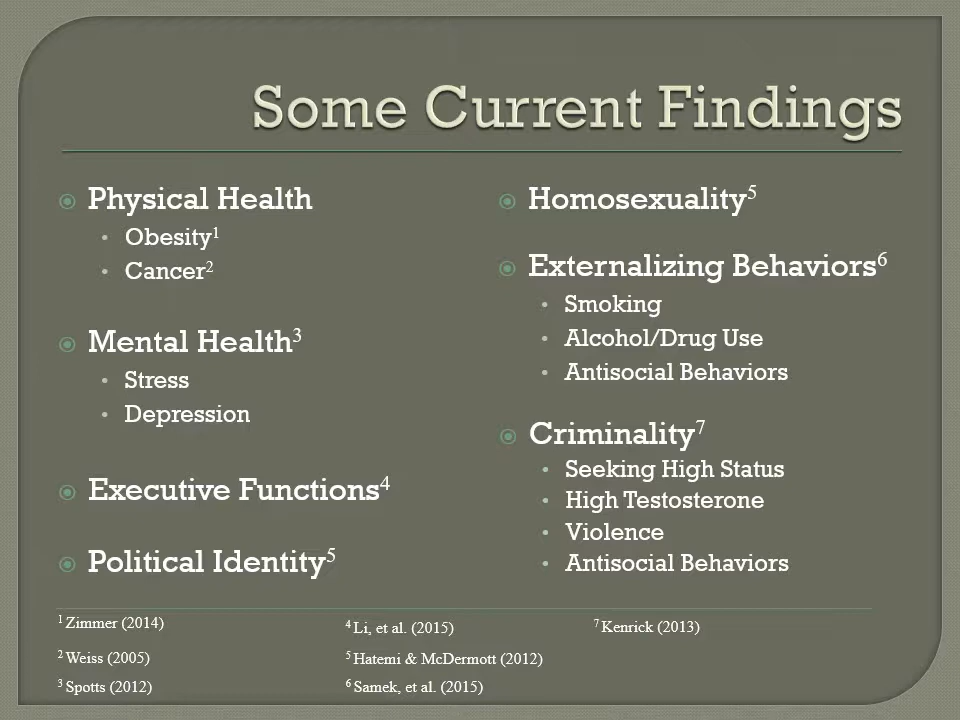 Some Current Findings
Physical Health
• Obesity¹
• Cancer²
Mental Health³
• Stress
• Depression
Executive Functions⁴
Political Identity⁵
Homosexuality⁵
Externalizing Behaviors⁶
• Smoking
• Alcohol/Drug Use
• Antisocial Behaviors
Criminality⁷
• Seeking High Status
• High Testosterone
• Violence
• Antisocial Behaviors
¹ Zimmer (2014)
² Weiss (2005)
³ Spotts (2012)
⁴ Li, et al. (2015)
⁵ Hatemi & McDermott (2012)
⁶ Samek, et al. (2015)
⁷ Kenrick (2013)